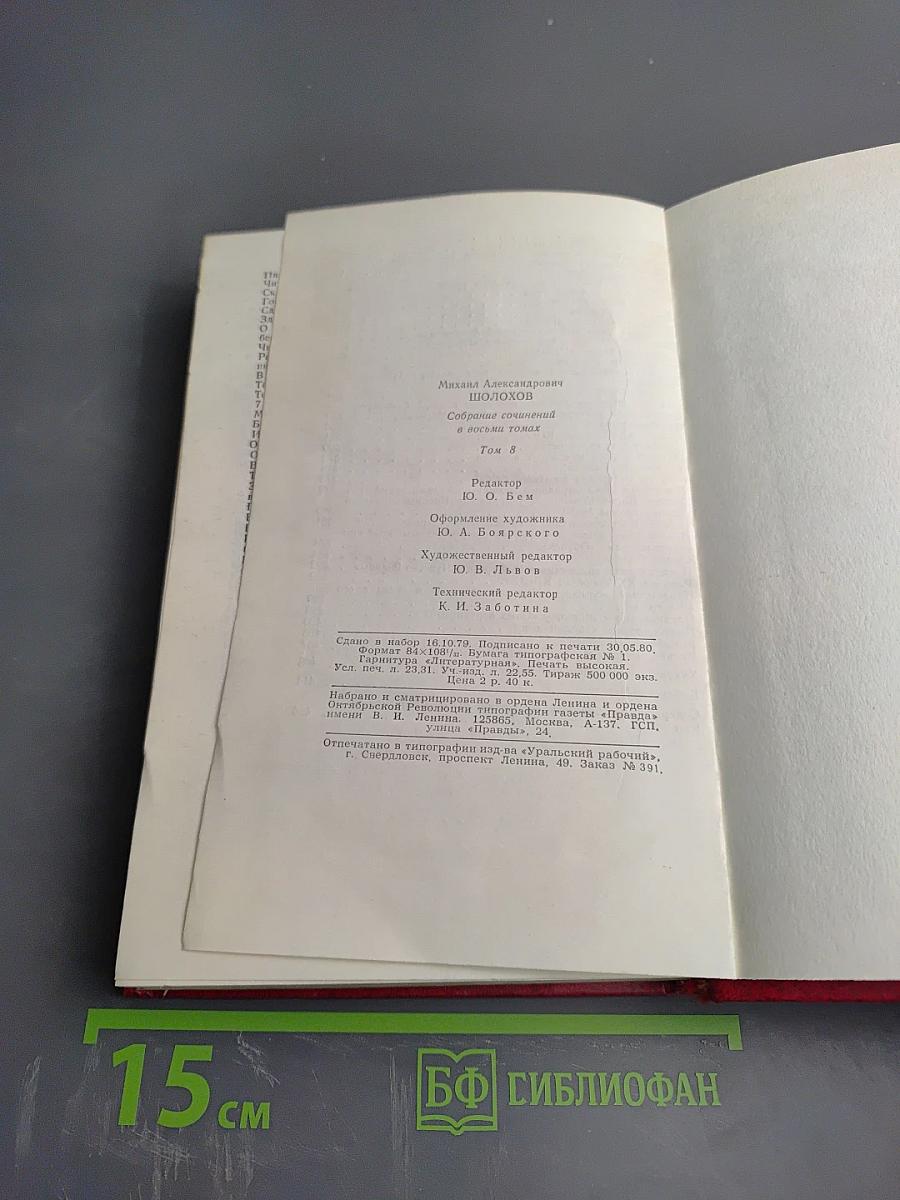 Михаил Александрович
ШОЛОХОВ
Собрание сочинений
в восьми томах
Том 8
Редактор
Ю. О. Бем
Оформление художника
Ю. А. Боярского
Художественный редактор
Ю. В. Львов
Технический редактор
К. И. Заботина
Сдано в набор 16.10.79. Подписано к печати 30.05.80.
Формат 84×108¹/₃₂. Бумага типографская № 1.
Гарнитура «Литературная». Печать высокая.
Усл. печ. л. 23,31. Уч.-изд. л. 22,55. Тираж 500 000 экз.
Цена 2 р. 40 к.
Набрано и сматрицировано в ордена Ленина и ордена
Октябрьской Революции типографии газеты «Правда»
имени В. И. Ленина. 125865, Москва, А-137, ГСП,
улица «Правды», 24.
Отпечатано в типографии изд-ва «Уральский рабочий»,
г. Свердловск, проспект Ленина, 49. Заказ № 391.
15 см
БФ СИБЛИОФАН